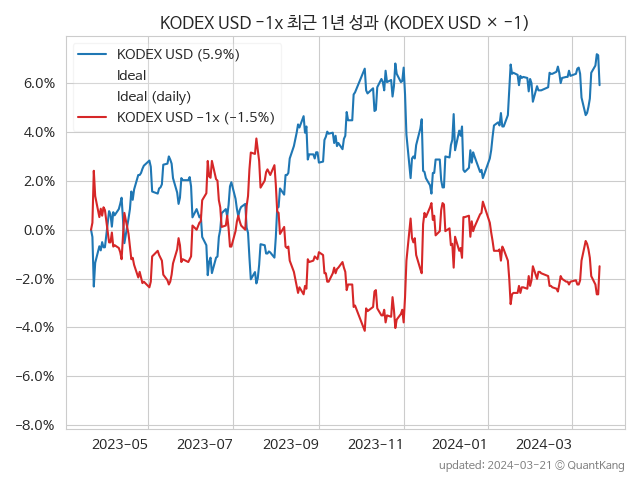 KODEX USD -1x 최근 1년 성과 (KODEX USD × -1)
KODEX USD (5.9%)
Ideal
Ideal (daily)
KODEX USD -1x (-1.5%)
6.0%
4.0%
2.0%
0.0%
-2.0%
-4.0%
-6.0%
-8.0%
2023-05 2023-07 2023-09 2023-11 2024-01 2024-03
updated: 2024-03-21 © QuantKang